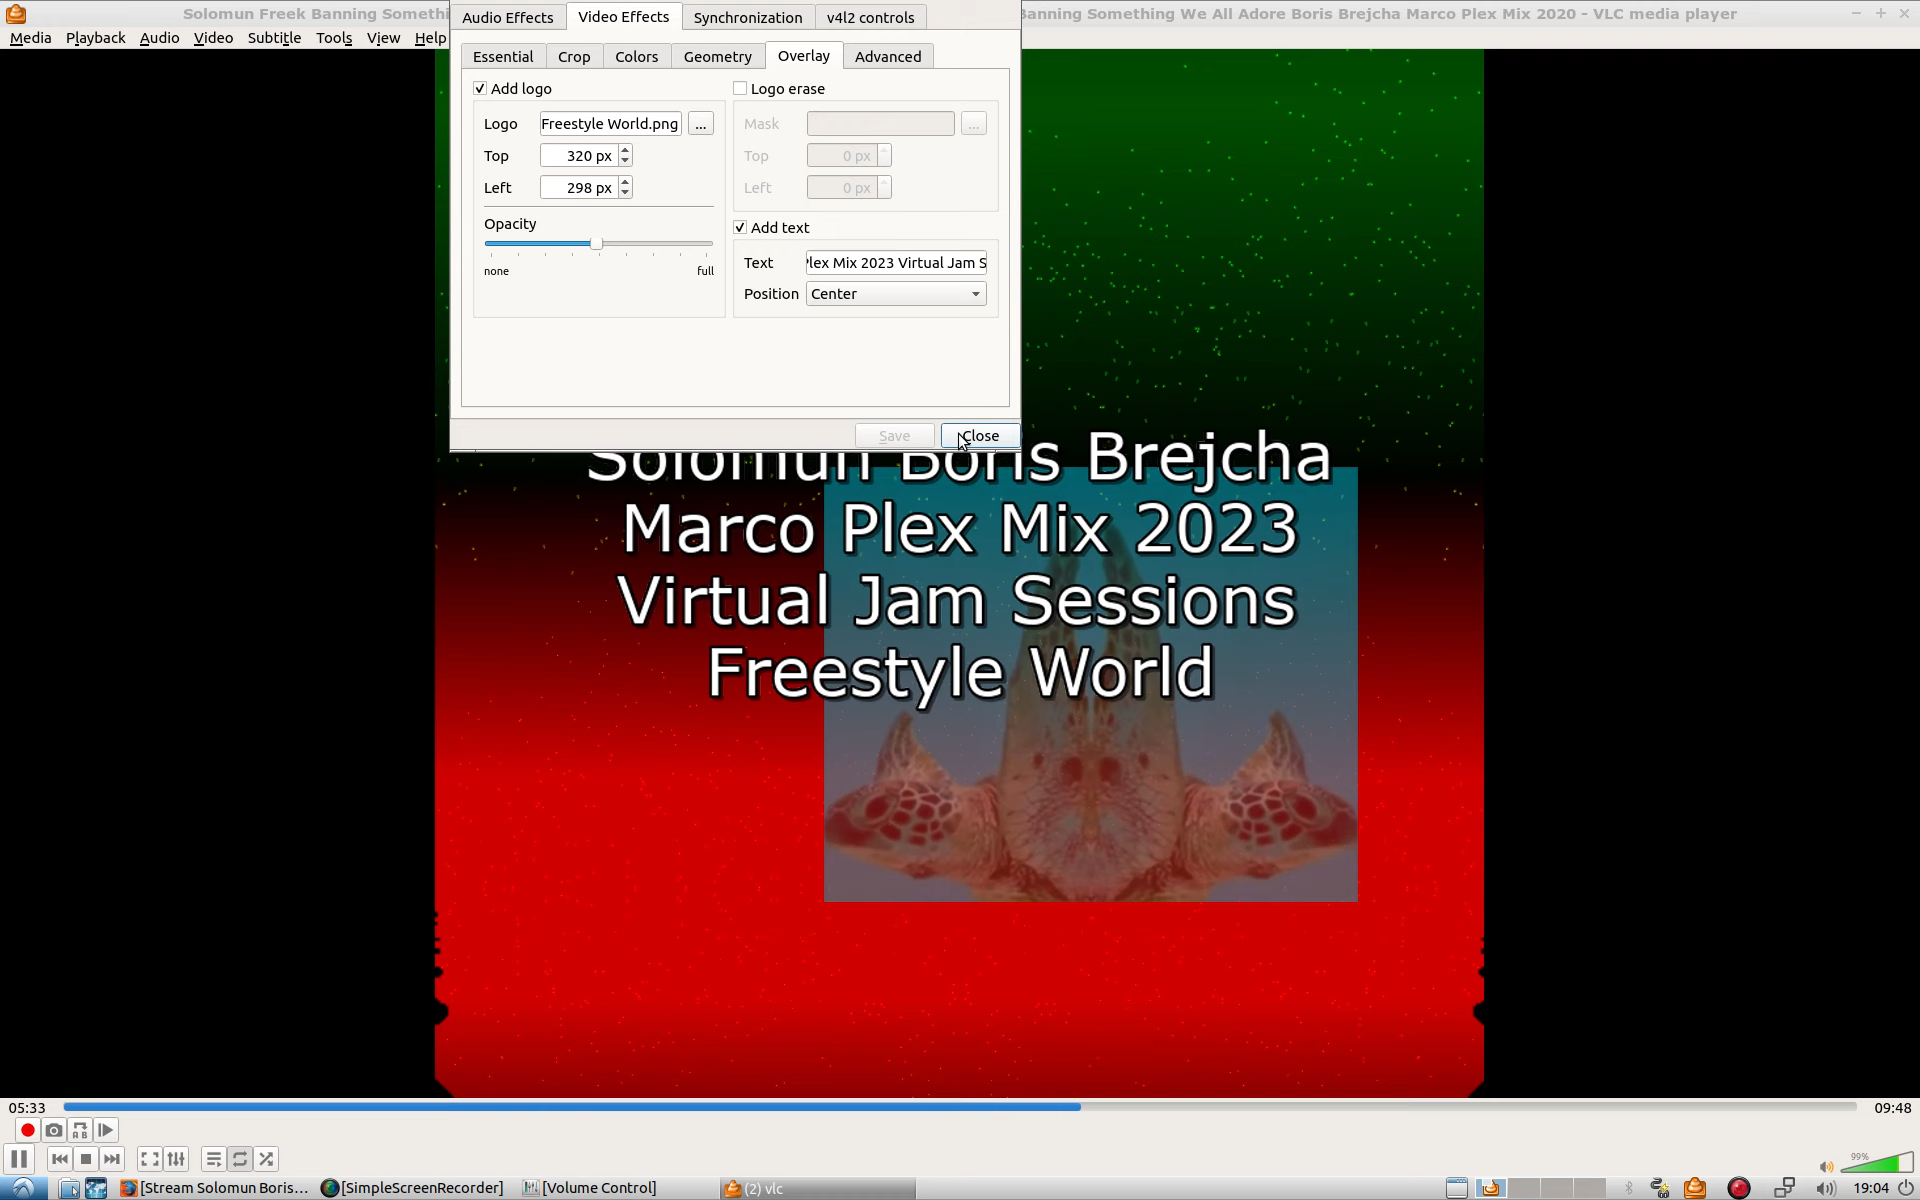 Solomun Freek Banning Somethi
Banning Something We All Adore Boris Brejcha Marco Plex Mix 2020 - VLC media player
Media Playback Audio Video Subtitle Tools View Help
Audio Effects Video Effects Synchronization v4l2 controls
Essential Crop Colors Geometry Overlay Advanced
Add logo
Logo Freestyle World.png ...
Top 320 px
Left 298 px
Opacity
none full
Logo erase
Mask ...
Top 0 px
Left 0 px
Add text
Text Plex Mix 2023 Virtual Jam S
Position Center
Save Close
Solomun Boris Brejcha
Marco Plex Mix 2023
Virtual Jam Sessions
Freestyle World
05:33 09:48
A B
99%
[Stream Solomun Boris... [SimpleScreenRecorder] [Volume Control] (2) vlc 19:04